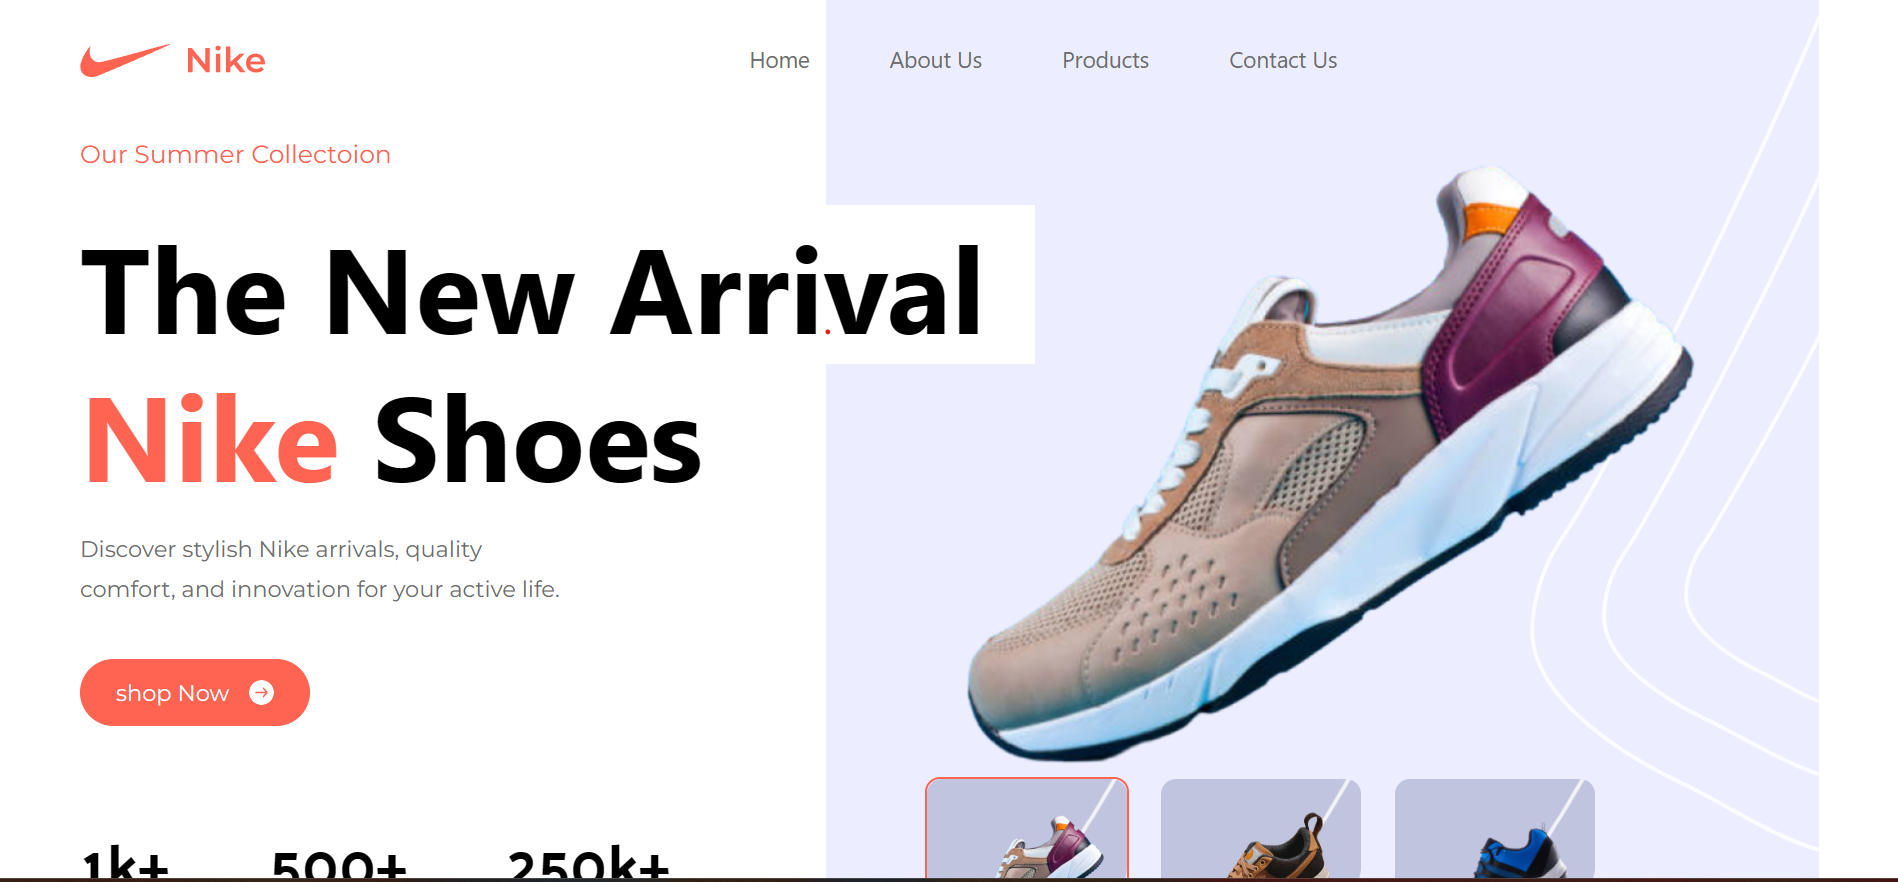 Nike
Home About Us Products Contact Us
Our Summer Collectoion
The New Arrival
Nike Shoes
Discover stylish Nike arrivals, quality
comfort, and innovation for your active life.
shop Now
1k+ 500+ 250k+